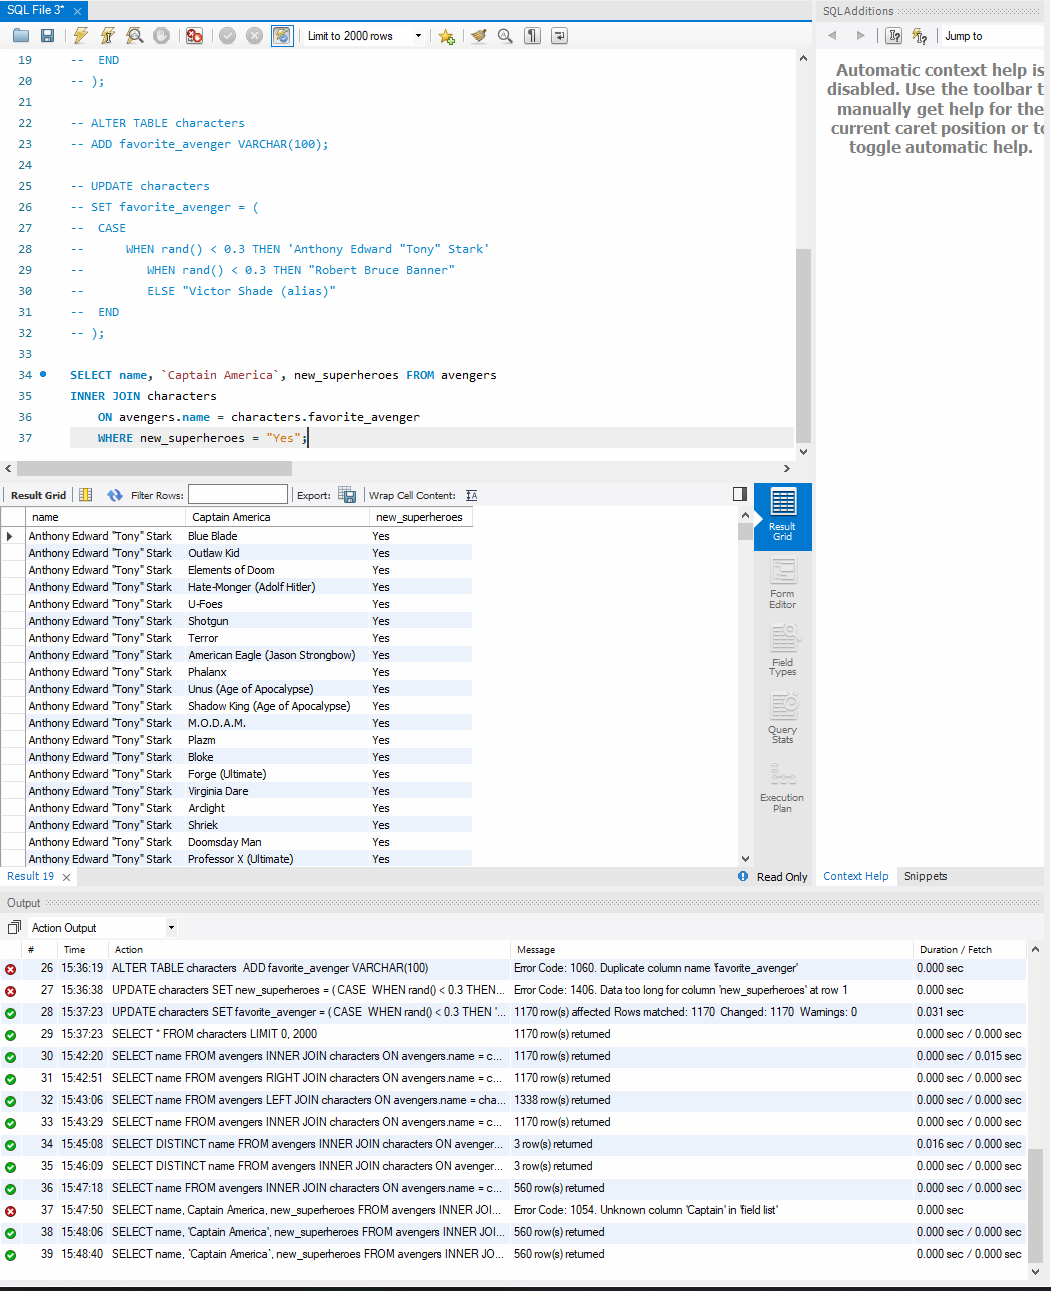 SQL File 3* ×
SQLAdditions
Limit to 2000 rows
Jump to
19 -- END
20 -- );
21
22 -- ALTER TABLE characters
23 -- ADD favorite_avenger VARCHAR(100);
24
25 -- UPDATE characters
26 -- SET favorite_avenger = (
27 -- CASE
28 -- WHEN rand() < 0.3 THEN 'Anthony Edward "Tony" Stark'
29 -- WHEN rand() < 0.3 THEN "Robert Bruce Banner"
30 -- ELSE "Victor Shade (alias)"
31 -- END
32 -- );
33
34 SELECT name, `Captain America`, new_superheroes FROM avengers
35 INNER JOIN characters
36 ON avengers.name = characters.favorite_avenger
37 WHERE new_superheroes = "Yes";
Automatic context help is
disabled. Use the toolbar t
manually get help for the
current caret position or to
toggle automatic help.
Result Grid Filter Rows: Export: Wrap Cell Content: IA
name Captain America new_superheroes
Anthony Edward "Tony" Stark Blue Blade Yes
Anthony Edward "Tony" Stark Outlaw Kid Yes
Anthony Edward "Tony" Stark Elements of Doom Yes
Anthony Edward "Tony" Stark Hate-Monger (Adolf Hitler) Yes
Anthony Edward "Tony" Stark U-Foes Yes
Anthony Edward "Tony" Stark Shotgun Yes
Anthony Edward "Tony" Stark Terror Yes
Anthony Edward "Tony" Stark American Eagle (Jason Strongbow) Yes
Anthony Edward "Tony" Stark Phalanx Yes
Anthony Edward "Tony" Stark Unus (Age of Apocalypse) Yes
Anthony Edward "Tony" Stark Shadow King (Age of Apocalypse) Yes
Anthony Edward "Tony" Stark M.O.D.A.M. Yes
Anthony Edward "Tony" Stark Plazm Yes
Anthony Edward "Tony" Stark Bloke Yes
Anthony Edward "Tony" Stark Forge (Ultimate) Yes
Anthony Edward "Tony" Stark Virginia Dare Yes
Anthony Edward "Tony" Stark Arclight Yes
Anthony Edward "Tony" Stark Shriek Yes
Anthony Edward "Tony" Stark Doomsday Man Yes
Anthony Edward "Tony" Stark Professor X (Ultimate) Yes
Result
Grid
Form
Editor
Field
Types
Query
Stats
Execution
Plan
Result 19 × Read Only Context Help Snippets
Output
Action Output
# Time Action Message Duration / Fetch
26 15:36:19 ALTER TABLE characters ADD favorite_avenger VARCHAR(100) Error Code: 1060. Duplicate column name 'favorite_avenger' 0.000 sec
27 15:36:38 UPDATE characters SET new_superheroes = ( CASE WHEN rand() < 0.3 THEN... Error Code: 1406. Data too long for column 'new_superheroes' at row 1 0.000 sec
28 15:37:23 UPDATE characters SET favorite_avenger = ( CASE WHEN rand() < 0.3 THEN '... 1170 row(s) affected Rows matched: 1170 Changed: 1170 Warnings: 0 0.031 sec
29 15:37:23 SELECT * FROM characters LIMIT 0, 2000 1170 row(s) returned 0.000 sec / 0.000 sec
30 15:42:20 SELECT name FROM avengers INNER JOIN characters ON avengers.name = c... 1170 row(s) returned 0.000 sec / 0.015 sec
31 15:42:51 SELECT name FROM avengers RIGHT JOIN characters ON avengers.name = c... 1170 row(s) returned 0.000 sec / 0.000 sec
32 15:43:06 SELECT name FROM avengers LEFT JOIN characters ON avengers.name = cha... 1338 row(s) returned 0.000 sec / 0.000 sec
33 15:43:29 SELECT name FROM avengers INNER JOIN characters ON avengers.name = c... 1170 row(s) returned 0.000 sec / 0.000 sec
34 15:45:08 SELECT DISTINCT name FROM avengers INNER JOIN characters ON avenger... 3 row(s) returned 0.016 sec / 0.000 sec
35 15:46:09 SELECT DISTINCT name FROM avengers INNER JOIN characters ON avenger... 3 row(s) returned 0.000 sec / 0.000 sec
36 15:47:18 SELECT name FROM avengers INNER JOIN characters ON avengers.name = c... 560 row(s) returned 0.000 sec / 0.000 sec
37 15:47:50 SELECT name, Captain America, new_superheroes FROM avengers INNER JOI... Error Code: 1054. Unknown column 'Captain' in 'field list' 0.000 sec
38 15:48:06 SELECT name, 'Captain America', new_superheroes FROM avengers INNER JOI... 560 row(s) returned 0.000 sec / 0.000 sec
39 15:48:40 SELECT name, `Captain America`, new_superheroes FROM avengers INNER JO... 560 row(s) returned 0.000 sec / 0.000 sec